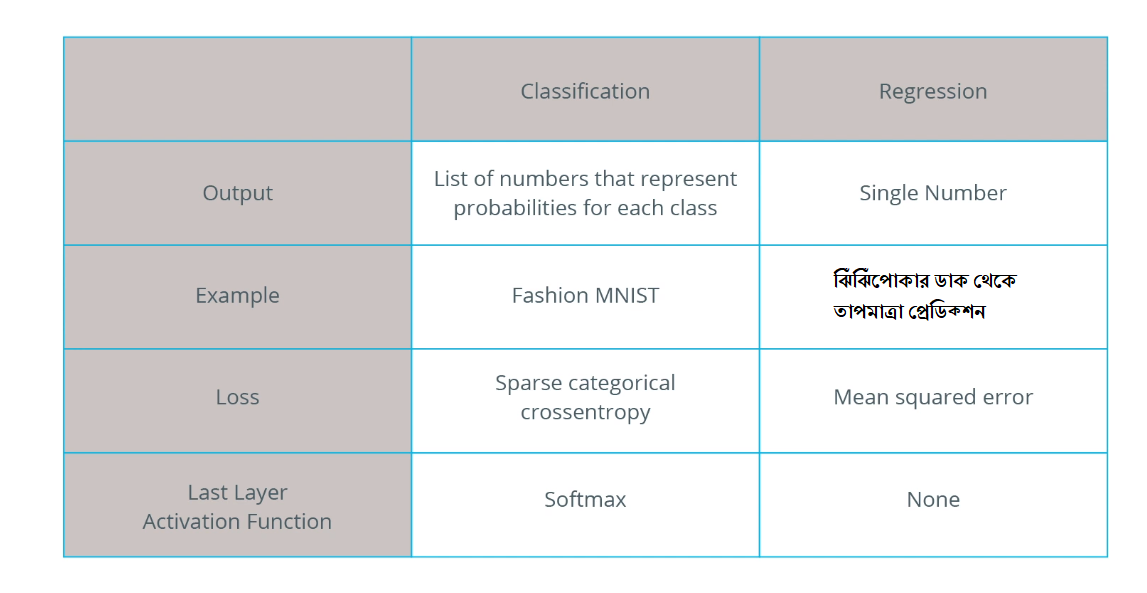 Classification
Regression
Output
List of numbers that represent
probabilities for each class
Single Number
Example
Fashion MNIST
ঝিঁঝিঁপোকার ডাক থেকে
তাপমাত্রা প্রেডিকশন
Loss
Sparse categorical
crossentropy
Mean squared error
Last Layer
Activation Function
Softmax
None